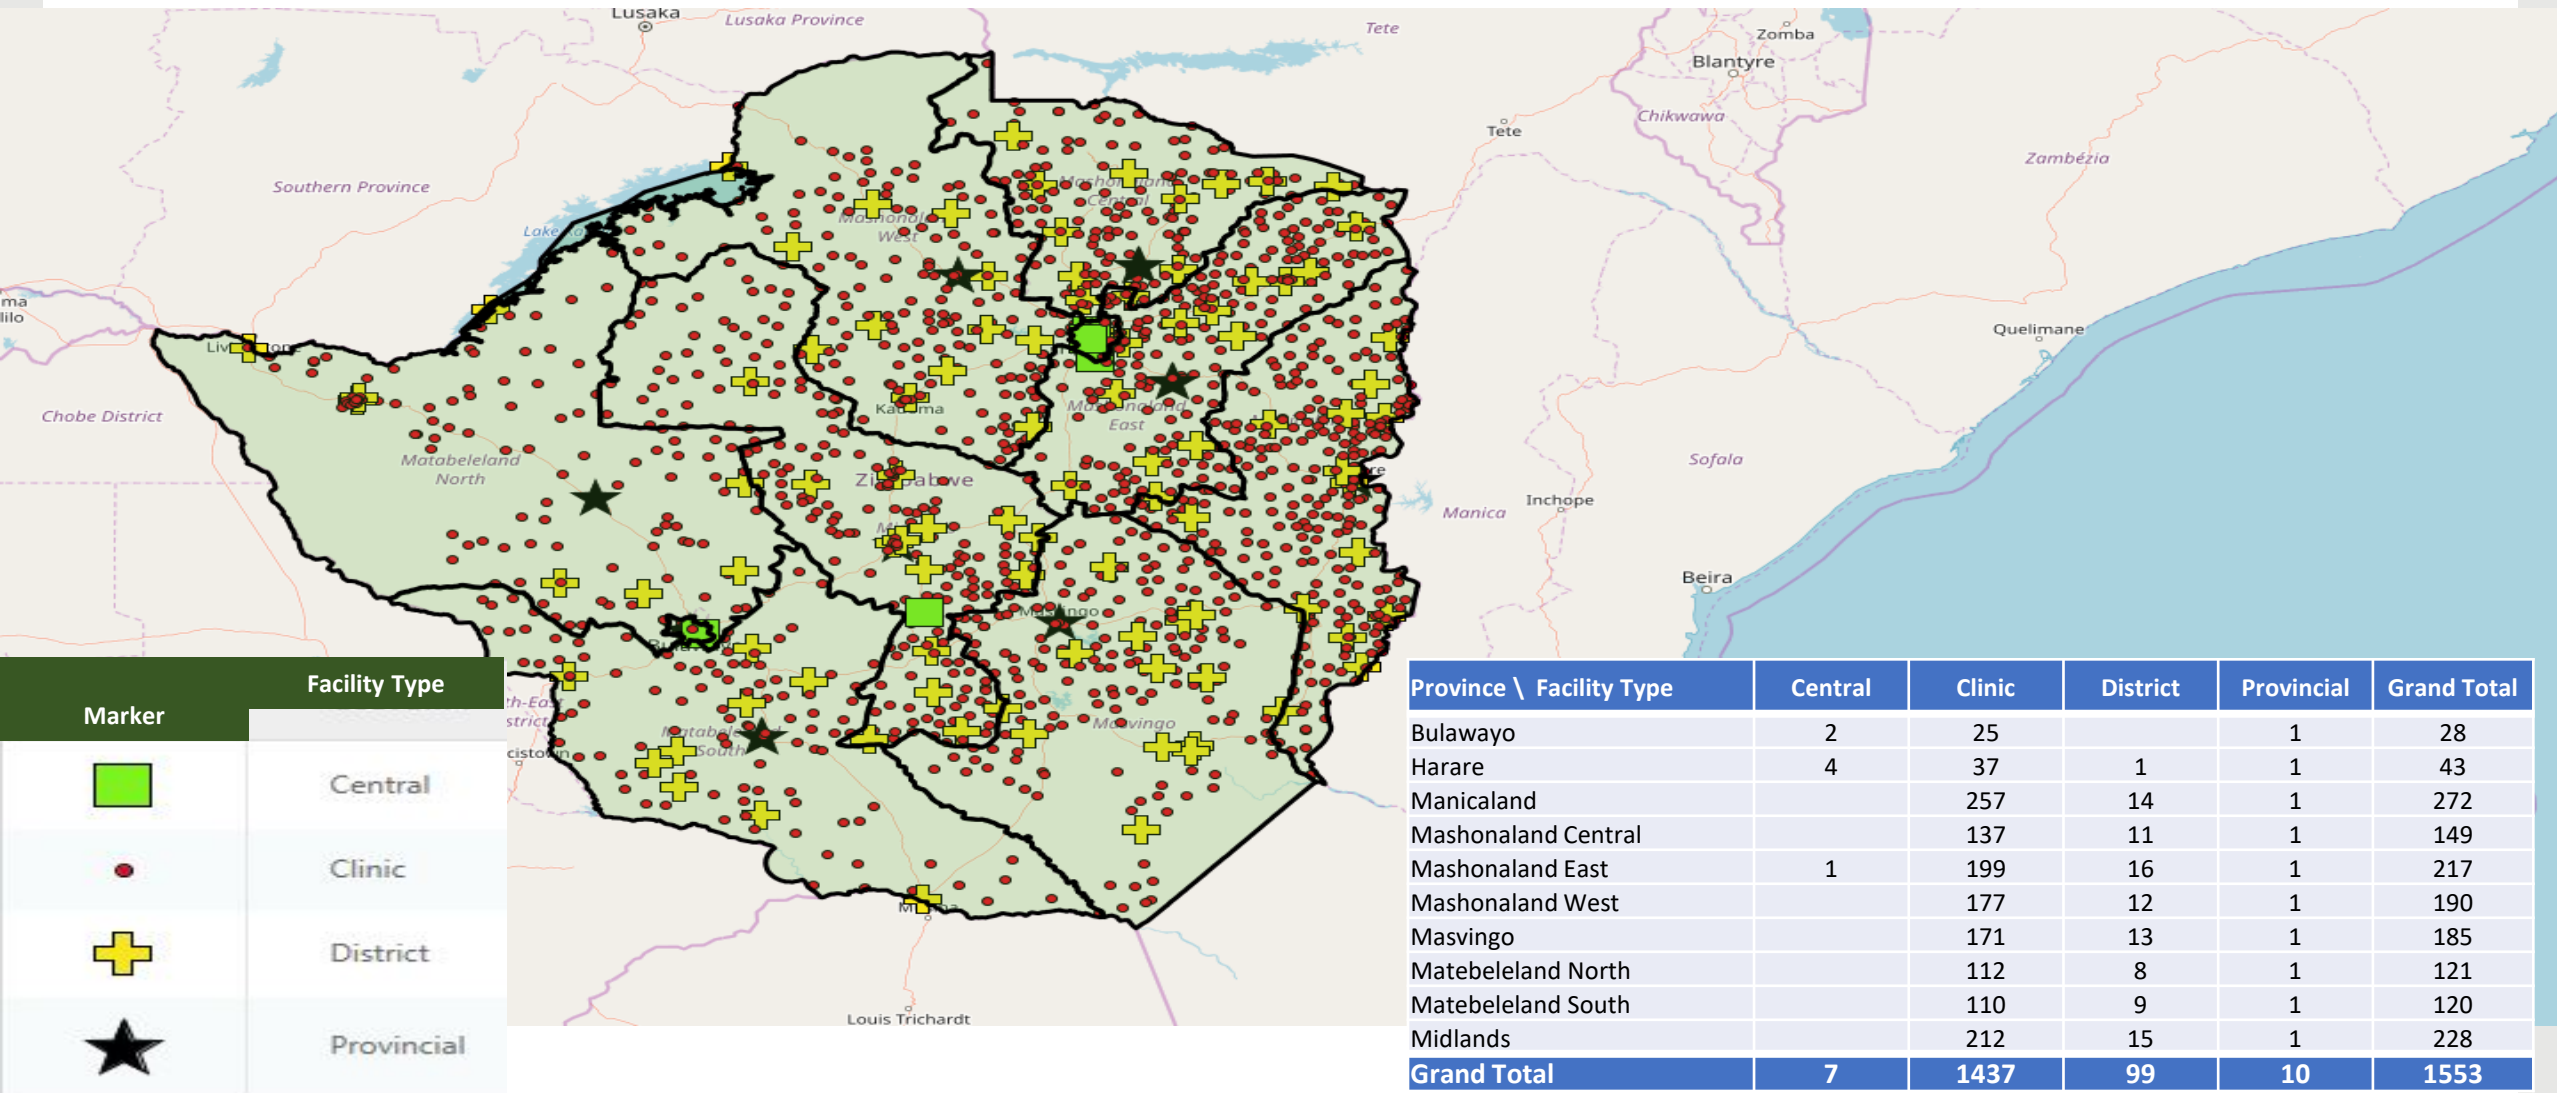 Lusaka
Lusaka Province
Tete
Zomba
Blantyre
Chikwawa
Tete
Zambézia
Southern Province
Mashonaland
Central
West
Quelimane
Chobe District
Kadoma
Mashonaland
East
Matabeleland
North
Zimbabwe
Sofala
Inchope
Manica
Beira
Masvingo
Masvingo
South
Louis Trichardt
Marker
Facility Type
Central
Clinic
District
Provincial
Province \ Facility Type Central Clinic District Provincial Grand Total
Bulawayo 2 25 1 28
Harare 4 37 1 1 43
Manicaland 257 14 1 272
Mashonaland Central 137 11 1 149
Mashonaland East 1 199 16 1 217
Mashonaland West 177 12 1 190
Masvingo 171 13 1 185
Matebeleland North 112 8 1 121
Matebeleland South 110 9 1 120
Midlands 212 15 1 228
Grand Total 7 1437 99 10 1553